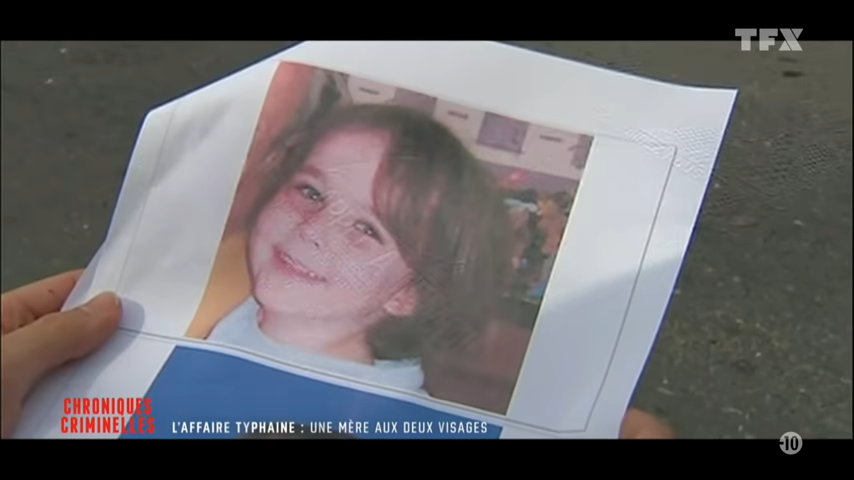 TFX
CHRONIQUES
CRIMINELLES
L'AFFAIRE TYPHAINE : UNE MÈRE AUX DEUX VISAGES
-10